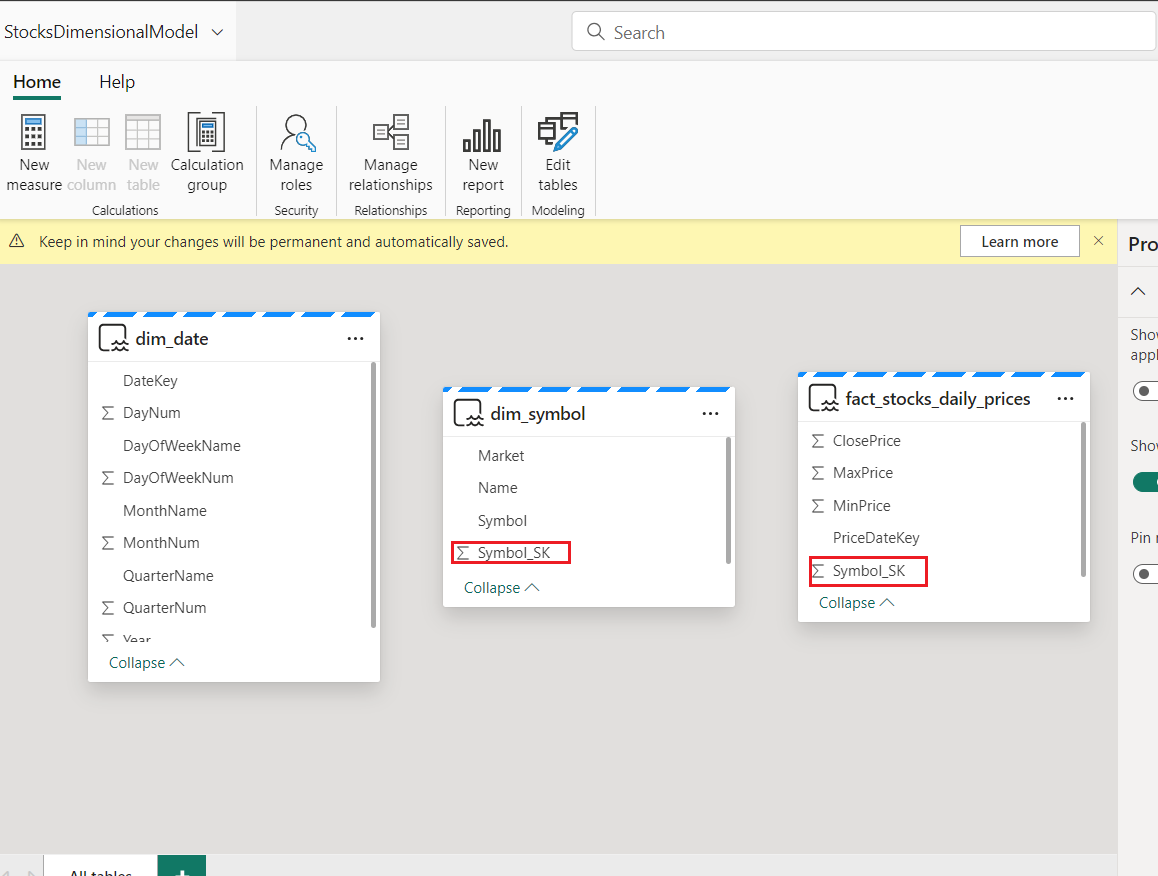 StocksDimensionalModel
Search
Home Help
New measure
New column
New table
Calculation group
Calculations
Manage roles
Security
Manage relationships
Relationships
New report
Reporting
Edit tables
Modeling
Keep in mind your changes will be permanent and automatically saved.
Learn more
dim_date
DateKey
DayNum
DayOfWeekName
DayOfWeekNum
MonthName
MonthNum
QuarterName
QuarterNum
Year
Collapse
dim_symbol
Market
Name
Symbol
Symbol_SK
Collapse
fact_stocks_daily_prices
ClosePrice
MaxPrice
MinPrice
PriceDateKey
Symbol_SK
Collapse
Pro
Show
appl
Show
Pin r
All tables